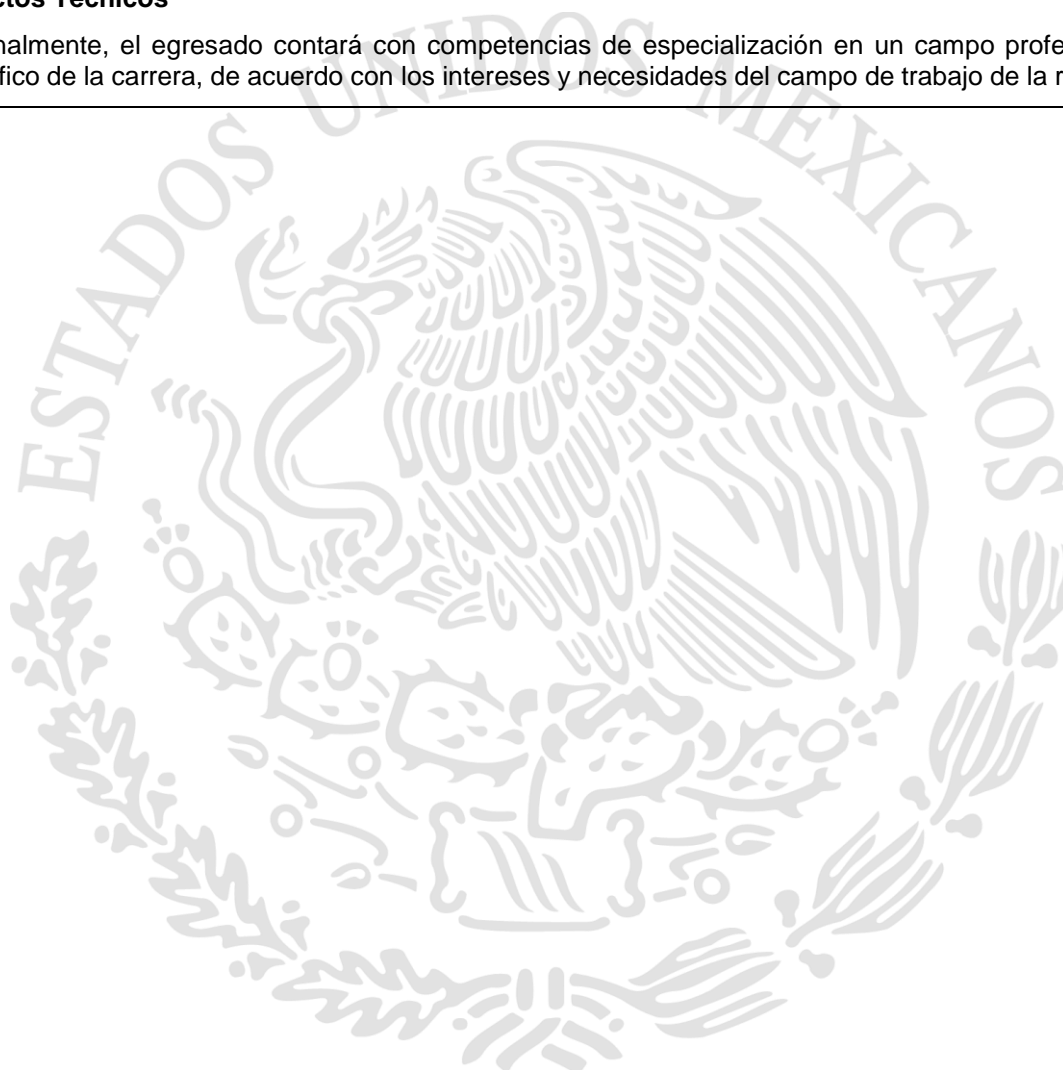 ctos Técnicos
nalmente, el egresado contará con competencias de especialización en un campo profe
fico de la carrera, de acuerdo con los intereses y necesidades del campo de trabajo de la r
ESTADOS UNIDOS MEXICANOS